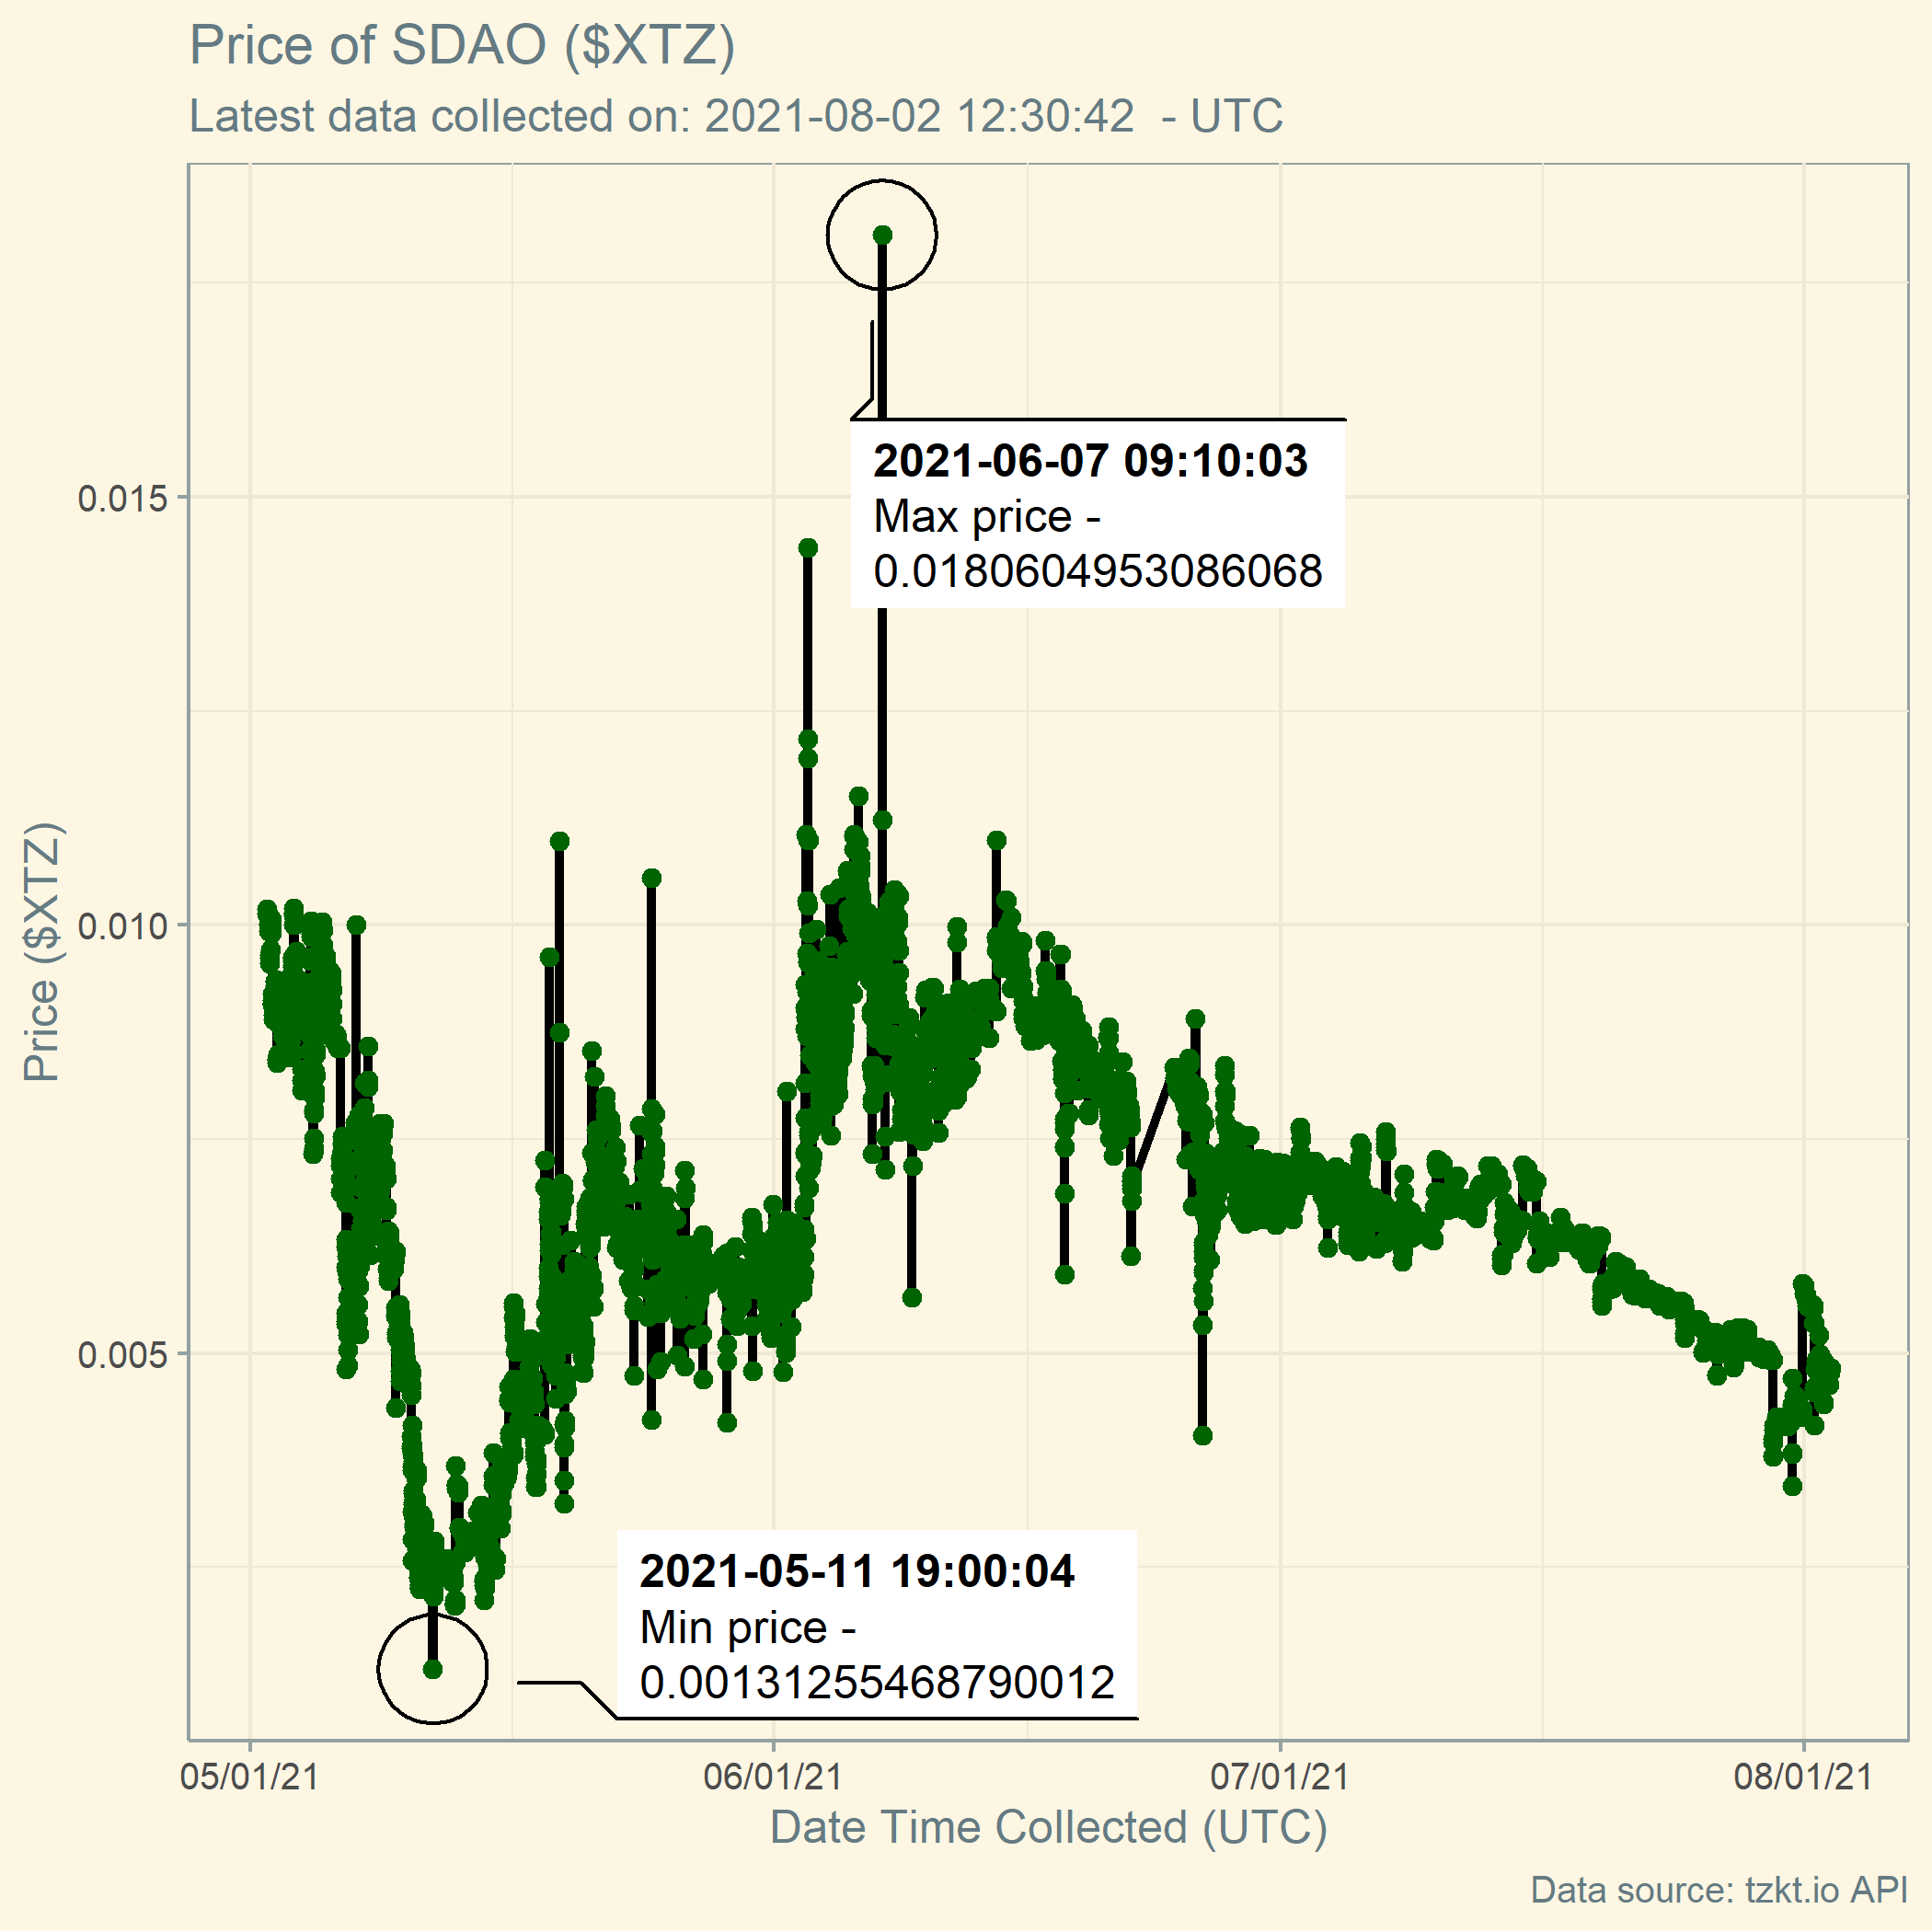 Price of SDAO ($XTZ)
Latest data collected on: 2021-08-02 12:30:42 - UTC
2021-06-07 09:10:03
Max price -
0.0180604953086068
0.015
0.010
0.005
Price ($XTZ)
2021-05-11 19:00:04
Min price -
0.00131255468790012
05/01/21
06/01/21
07/01/21
08/01/21
Date Time Collected (UTC)
Data source: tzkt.io API